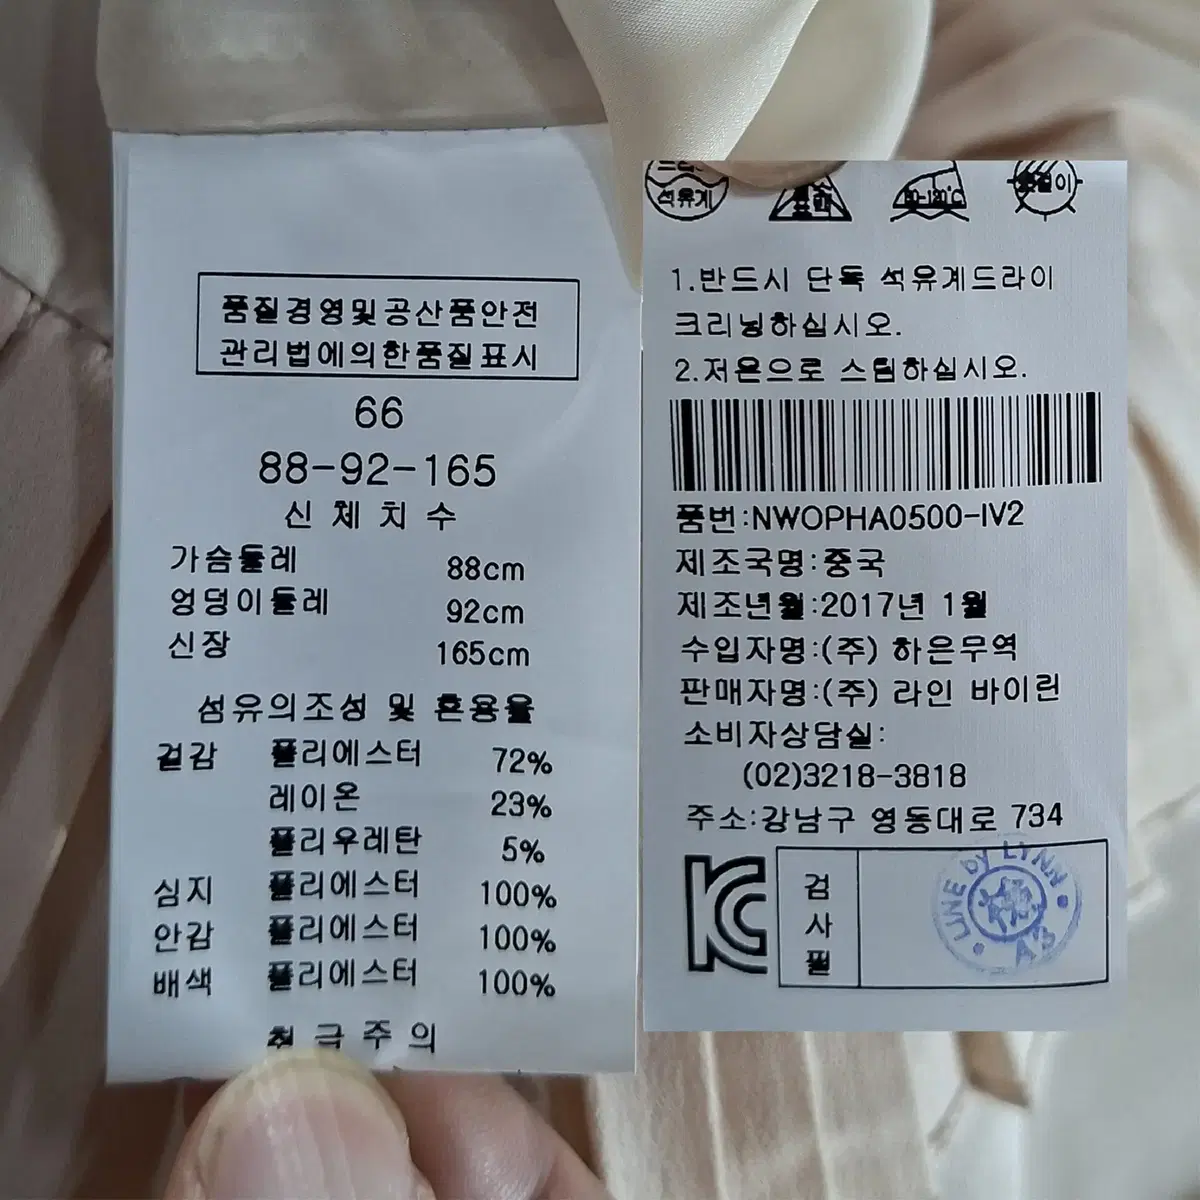 품질경영및공산품안전
관리법에의한품질표시
66
88-92-165
신체치수
가슴둘레 88cm
엉덩이둘레 92cm
신장 165cm
섬유의조성 및 혼용율
겉감 폴리에스터 72%
레이온 23%
폴리우레탄 5%
심지 폴리에스터 100%
안감 폴리에스터 100%
배색 폴리에스터 100%
취급주의
석유계
1.반드시 단독 석유계드라이
크리닝하십시오.
2.저온으로 스팀하십시오.
품번:NWOPHA0500-IV2
제조국명:중국
제조년월:2017년 1월
수입자명:(주) 하은무역
판매자명:(주) 라인 바이린
소비자상담실:
(02)3218-3818
주소:강남구 영동대로 734
KC
검사필
LINE by LYNN
A'3